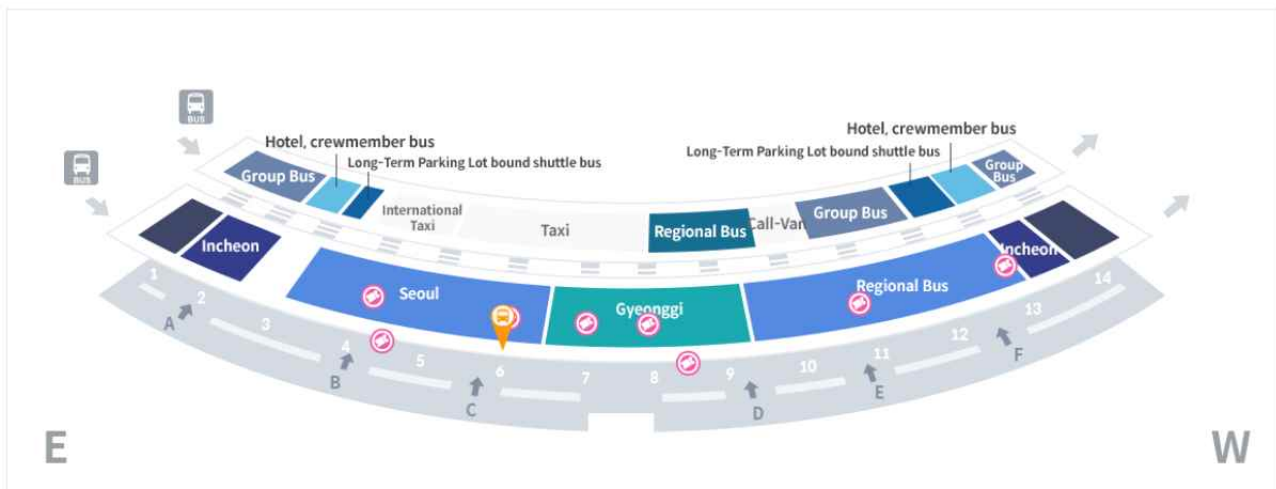 BUS
BUS
Hotel, crewmember bus
Long-Term Parking Lot bound shuttle bus
Group Bus
International
Taxi
Taxi
Regional Bus
Call-Van
Group Bus
Hotel, crewmember bus
Long-Term Parking Lot bound shuttle bus
Group
Bus
Incheon
Seoul
Gyeonggi
Regional Bus
Incheon
1
2
3
4
5
6
7
8
9
10
11
12
13
14
A
B
C
D
E
F
E
W